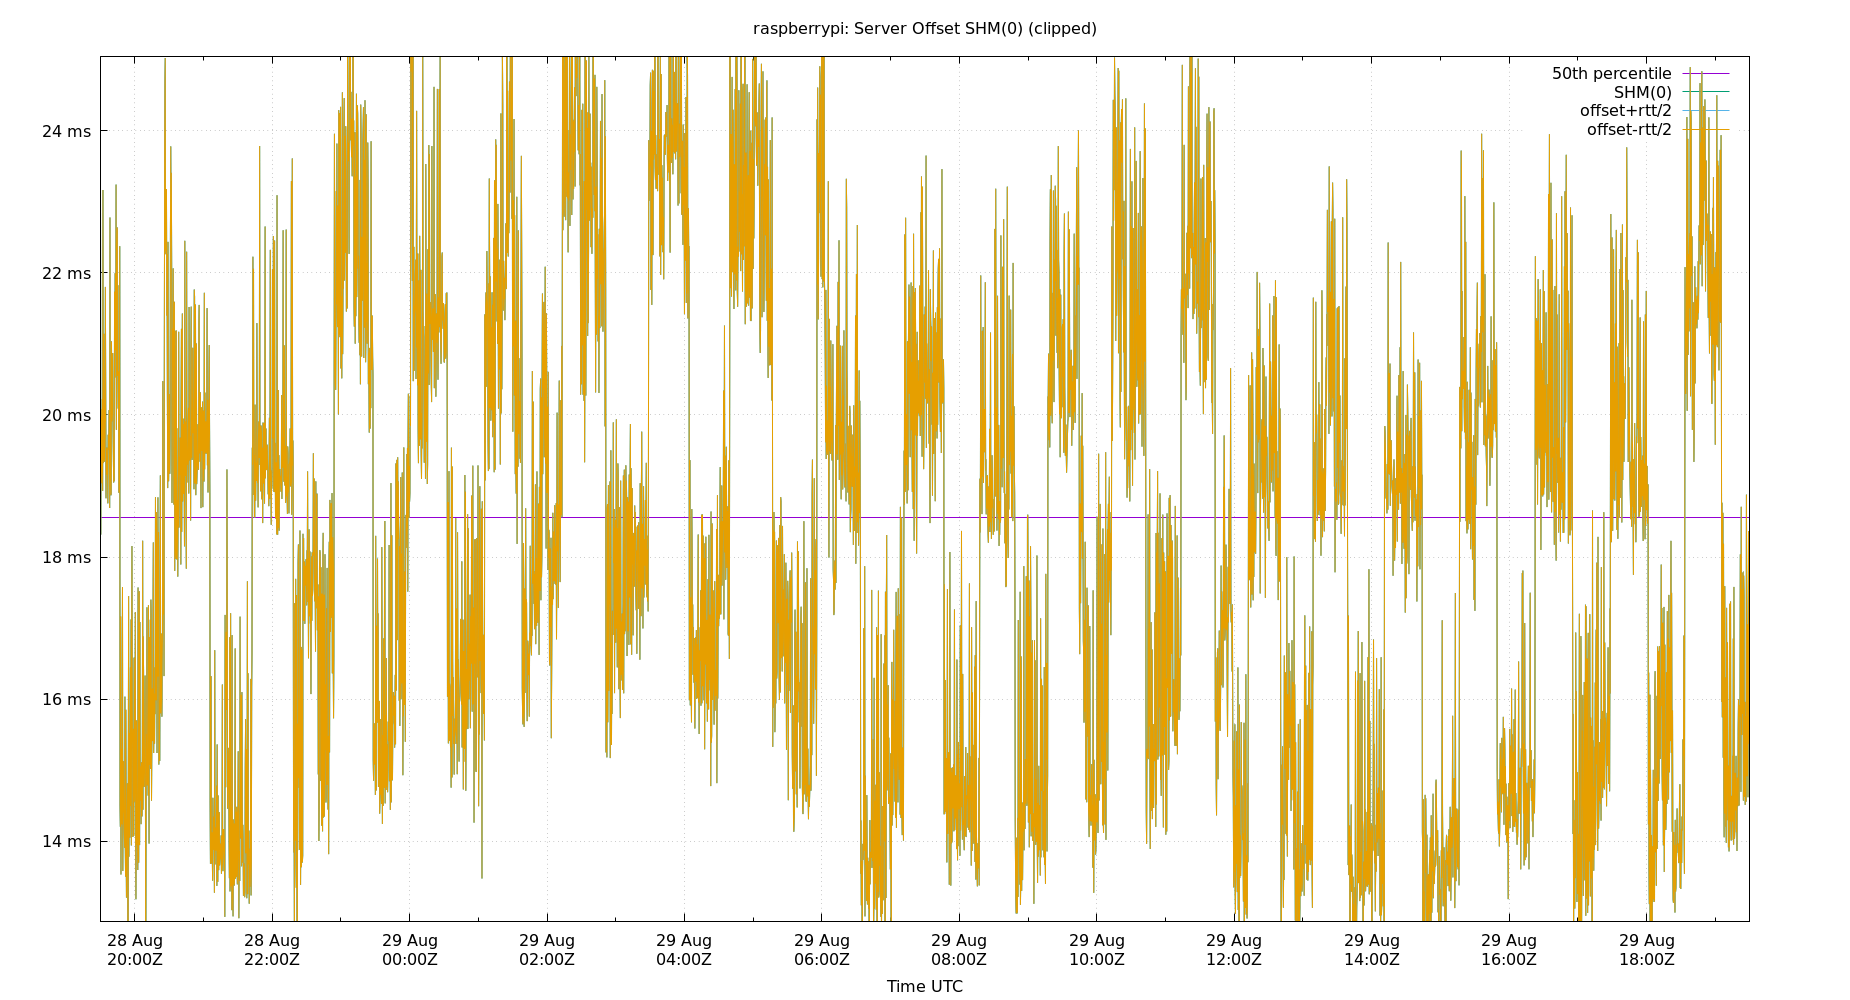 raspberrypi: Server Offset SHM(0) (clipped)
50th percentile
SHM(0)
offset+rtt/2
offset-rtt/2
24 ms
22 ms
20 ms
18 ms
16 ms
14 ms
28 Aug 28 Aug 29 Aug 29 Aug 29 Aug 29 Aug 29 Aug 29 Aug 29 Aug 29 Aug 29 Aug 29 Aug
20:00Z 22:00Z 00:00Z 02:00Z 04:00Z 06:00Z 08:00Z 10:00Z 12:00Z 14:00Z 16:00Z 18:00Z
Time UTC